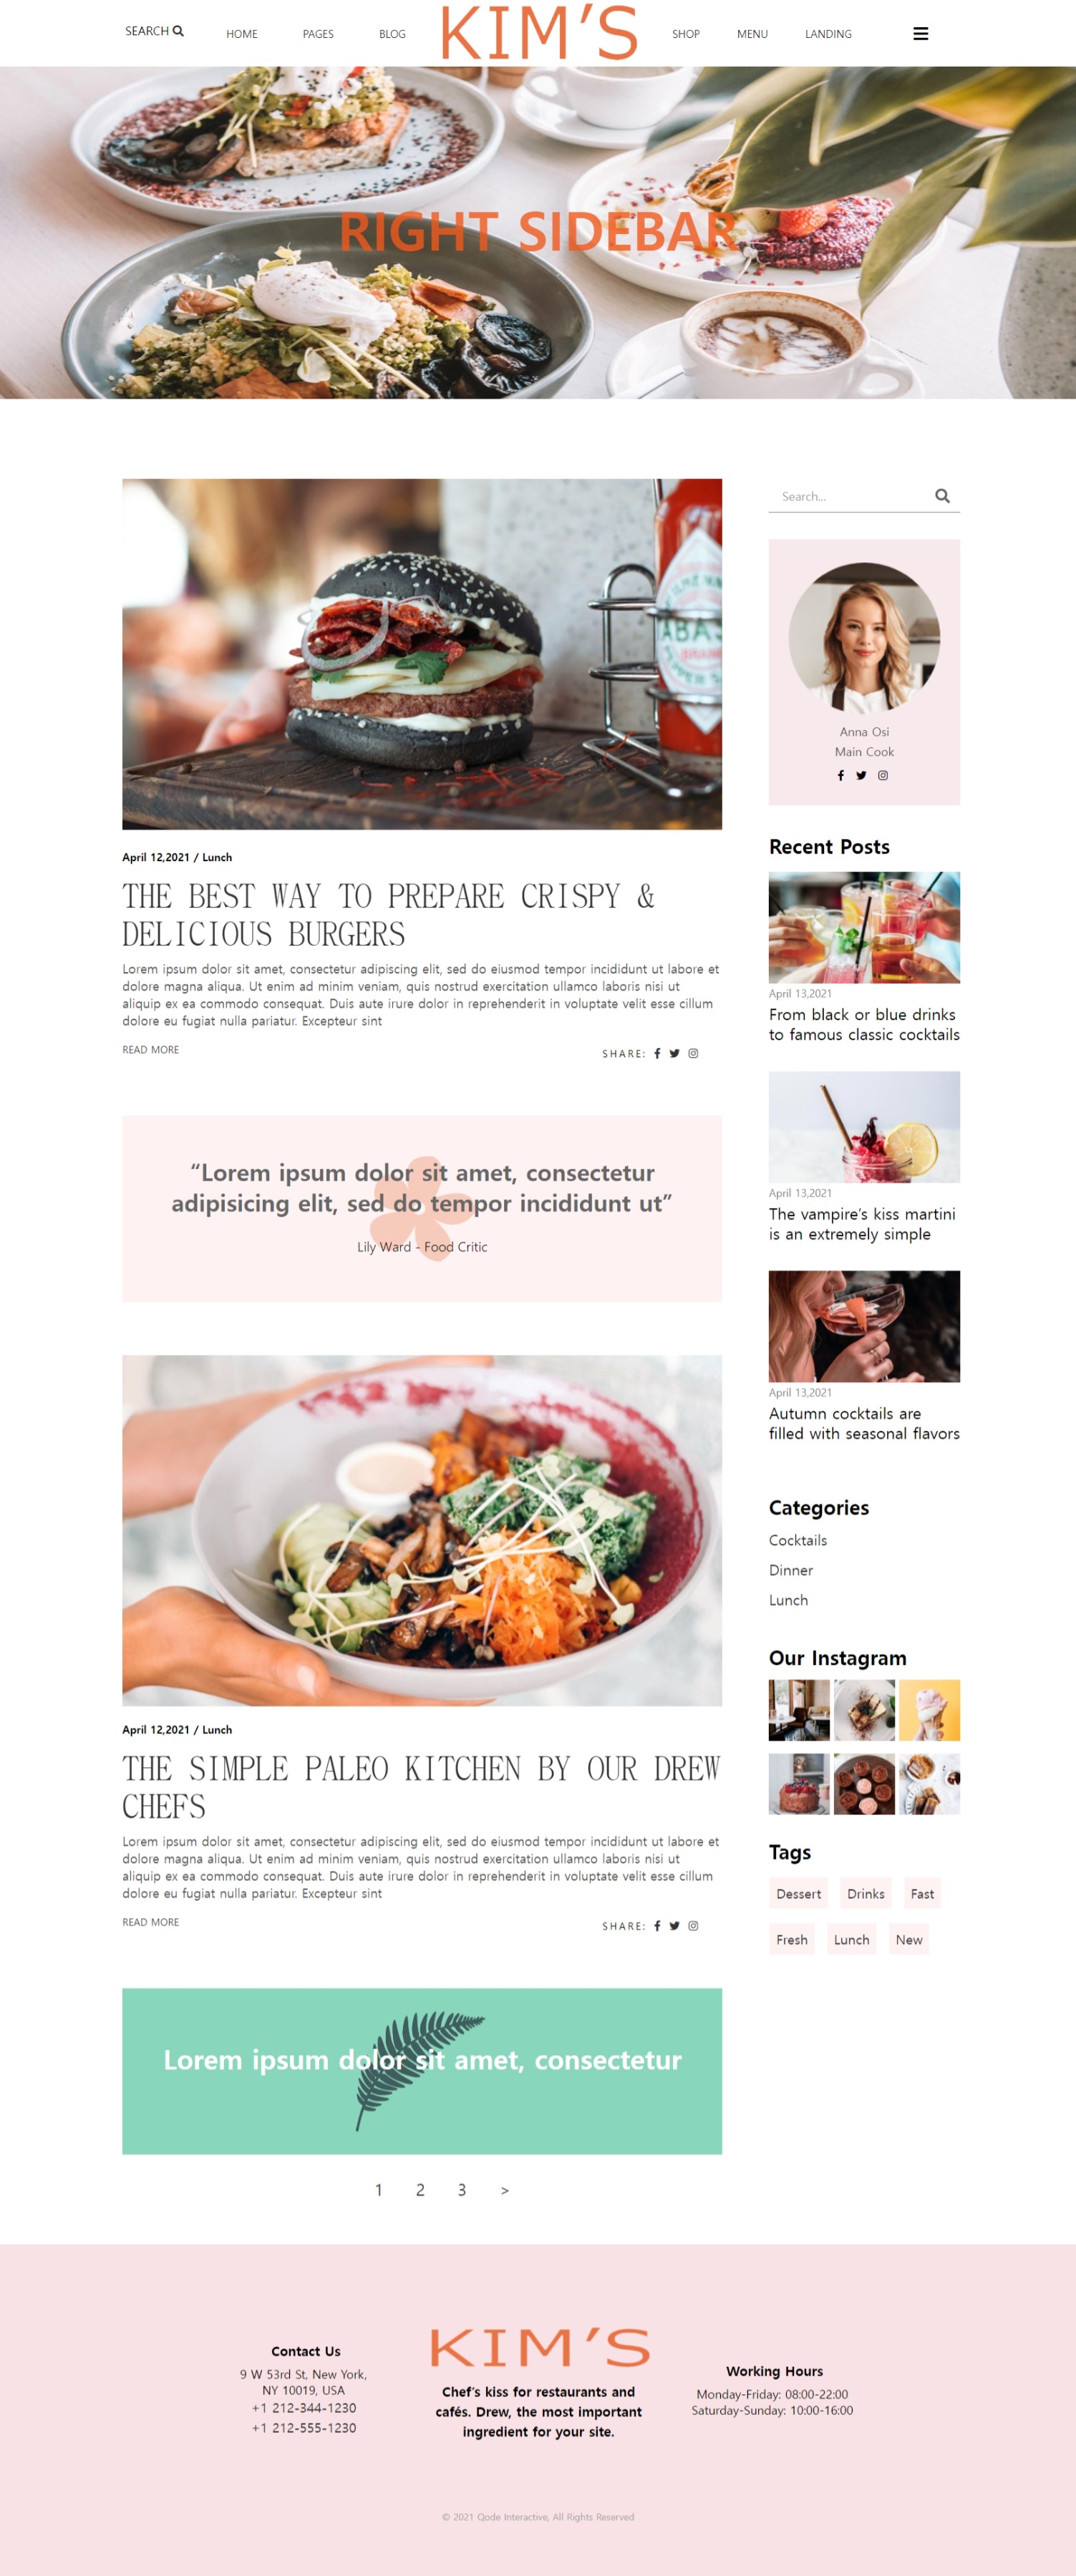 SEARCH
HOME
PAGES
BLOG
KIM'S
SHOP
MENU
LANDING
RIGHT SIDEBAR
April 12,2021 / Lunch
THE BEST WAY TO PREPARE CRISPY &
DELICIOUS BURGERS
Lorem ipsum dolor sit amet, consectetur adipiscing elit, sed do eiusmod tempor incididunt ut labore et
dolore magna aliqua. Ut enim ad minim veniam, quis nostrud exercitation ullamco laboris nisi ut
aliquip ex ea commodo consequat. Duis aute irure dolor in reprehenderit in voluptate velit esse cillum
dolore eu fugiat nulla pariatur. Excepteur sint
READ MORE
SHARE:
“Lorem ipsum dolor sit amet, consectetur
adipisicing elit, sed do tempor incididunt ut”
Lily Ward - Food Critic
April 12,2021 / Lunch
THE SIMPLE PALEO KITCHEN BY OUR DREW
CHEFS
Lorem ipsum dolor sit amet, consectetur adipiscing elit, sed do eiusmod tempor incididunt ut labore et
dolore magna aliqua. Ut enim ad minim veniam, quis nostrud exercitation ullamco laboris nisi ut
aliquip ex ea commodo consequat. Duis aute irure dolor in reprehenderit in voluptate velit esse cillum
dolore eu fugiat nulla pariatur. Excepteur sint
READ MORE
SHARE:
Lorem ipsum dolor sit amet, consectetur
1 2 3 >
Search...
Anna Osi
Main Cook
Recent Posts
April 13,2021
From black or blue drinks
to famous classic cocktails
April 13,2021
The vampire’s kiss martini
is an extremely simple
April 13,2021
Autumn cocktails are
filled with seasonal flavors
Categories
Cocktails
Dinner
Lunch
Our Instagram
Tags
Dessert
Drinks
Fast
Fresh
Lunch
New
Contact Us
9 W 53rd St, New York,
NY 10019, USA
+1 212-344-1230
+1 212-555-1230
KIM'S
Chef’s kiss for restaurants and
cafés. Drew, the most important
ingredient for your site.
Working Hours
Monday-Friday: 08:00-22:00
Saturday-Sunday: 10:00-16:00
© 2021 Qode Interactive, All Rights Reserved